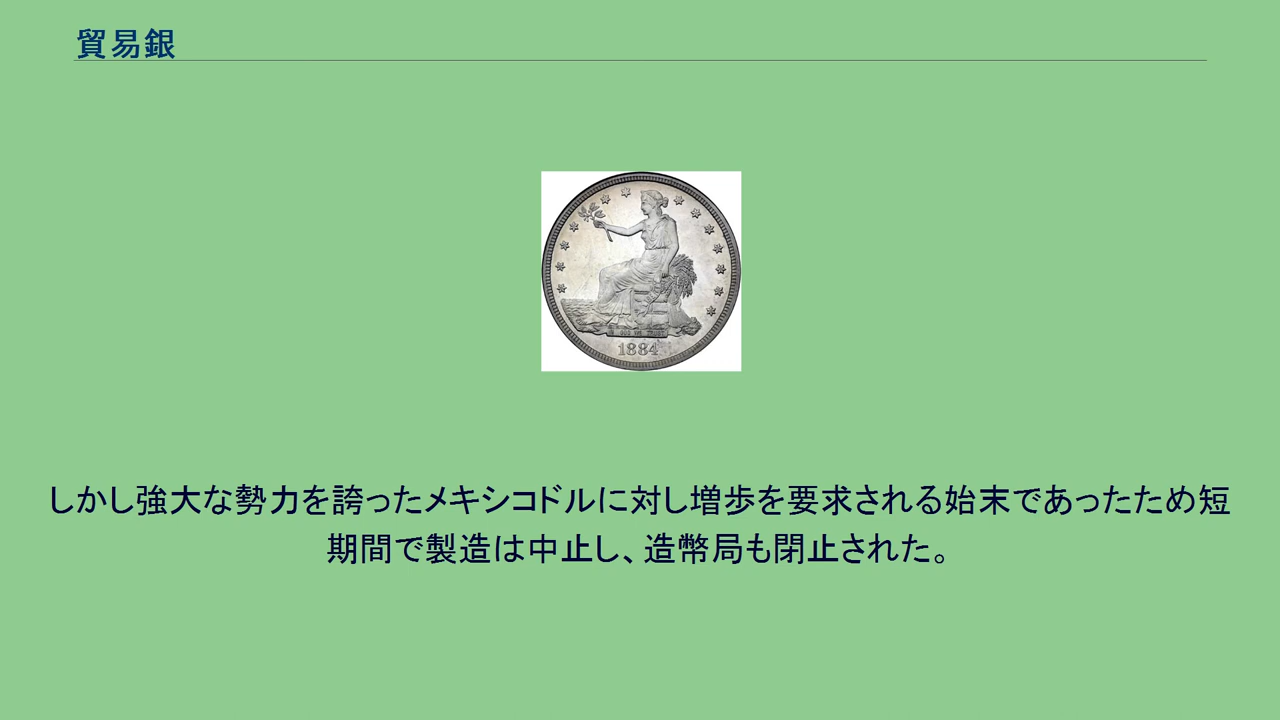 貿易銀
GOD WE TRUST
1884
しかし強大な勢力を誇ったメキシコドルに対し増歩を要求される始末であったため短
期間で製造は中止し、造幣局も閉止された。